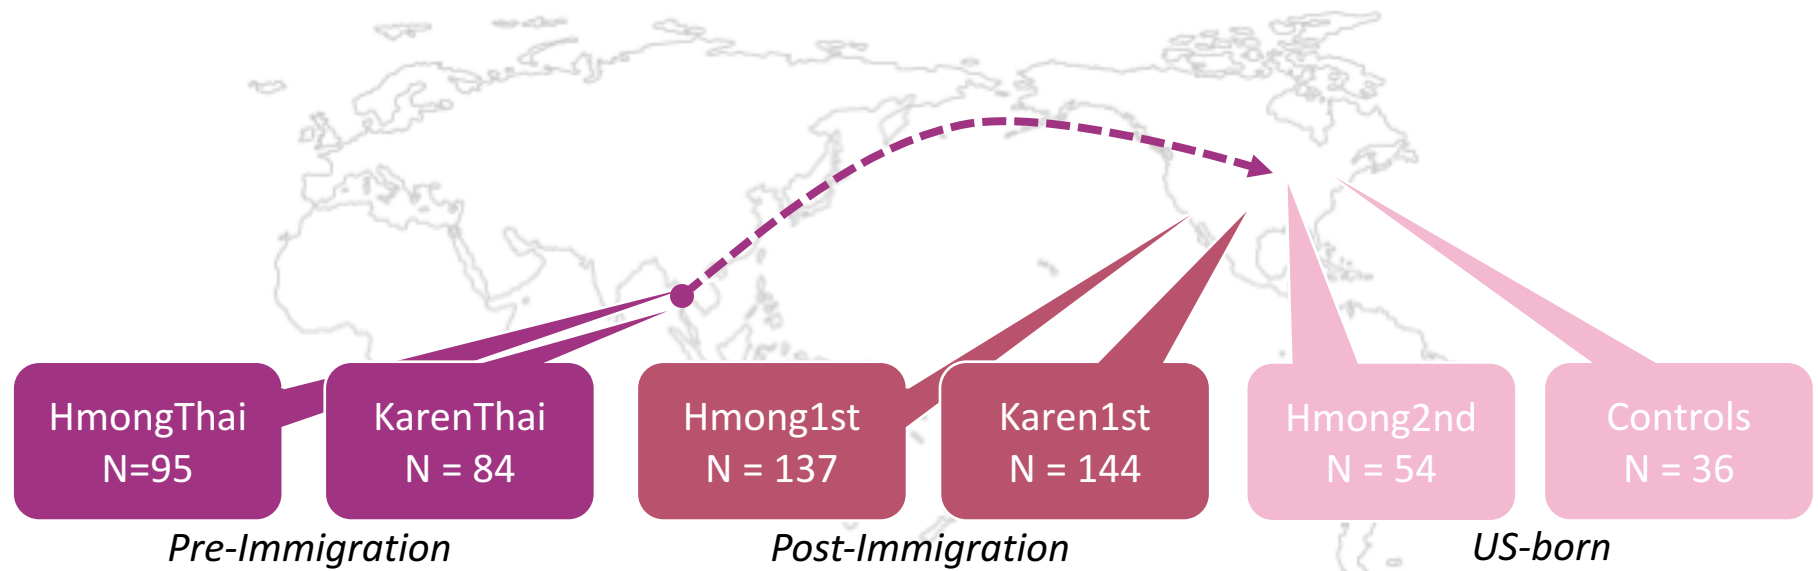 HmongThai
N=95
KarenThai
N = 84
Hmong1st
N = 137
Karen1st
N = 144
Hmong2nd
N = 54
Controls
N = 36
Pre-Immigration
Post-Immigration
US-born